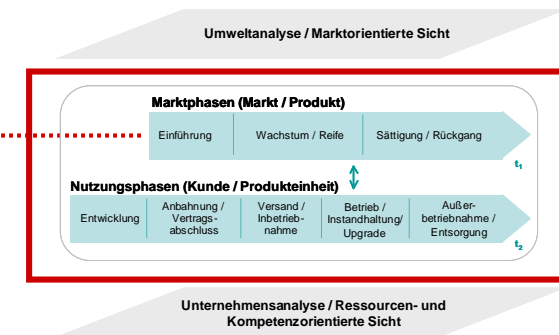 Umweltanalyse / Marktorientierte Sicht
Marktphasen (Markt / Produkt)
Einführung
Wachstum / Reife
Sättigung / Rückgang
t1
Nutzungsphasen (Kunde / Produkteinheit)
Entwicklung
Anbahnung /
Vertrags-
abschluss
Versand /
Inbetrieb-
nahme
Betrieb /
Instandhaltung/
Upgrade
Außer-
betriebnahme /
Entsorgung
t2
Unternehmensanalyse / Ressourcen- und
Kompetenzorientierte Sicht